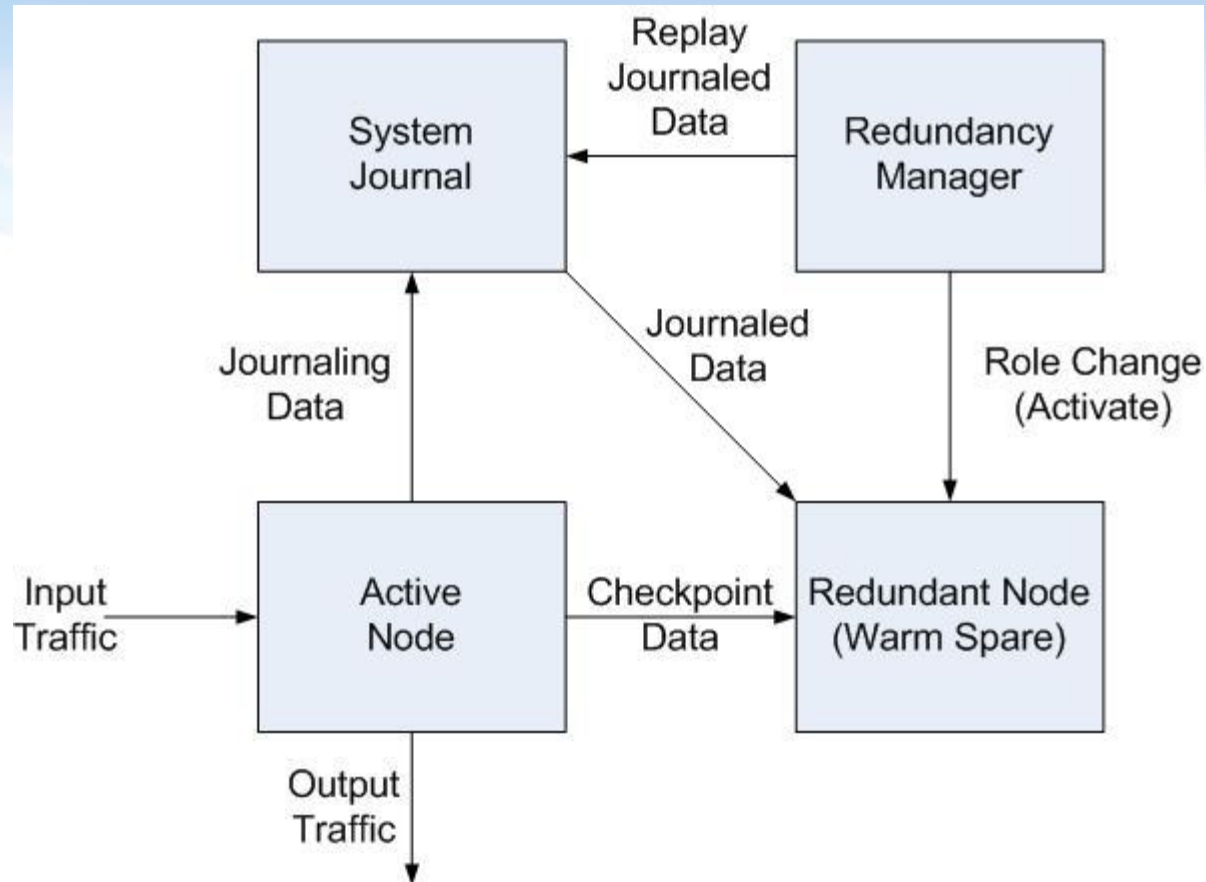 Replay
Journaled
Data
System
Journal
Redundancy
Manager
Journaling
Data
Journaled
Data
Role Change
(Activate)
Input
Traffic
Active
Node
Checkpoint
Data
Redundant Node
(Warm Spare)
Output
Traffic